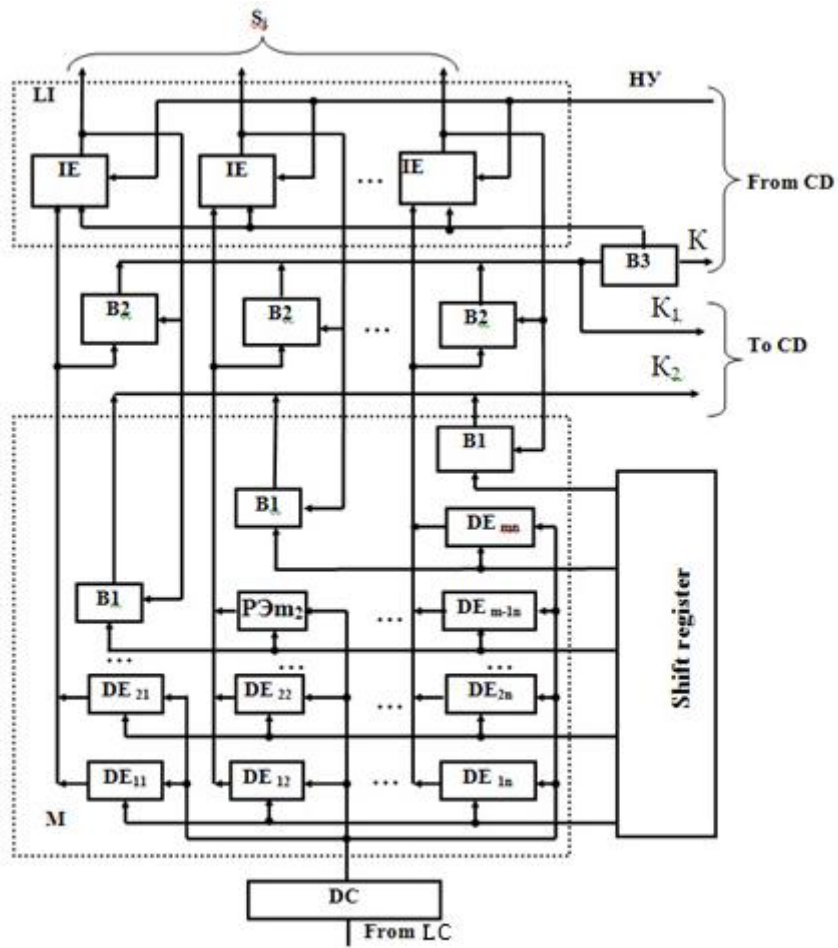 Sj
LI
НУ
IE
IE
IE
...
From CD
K
B3
B2
B2
B2
...
K1
To CD
K2
B1
B1
DE mn
B1
РЭm2
...
DE m-1n
...
...
...
DE 21
DE 22
...
DE2n
DE11
DE 12
...
DE 1n
M
Shift register
DC
From LC